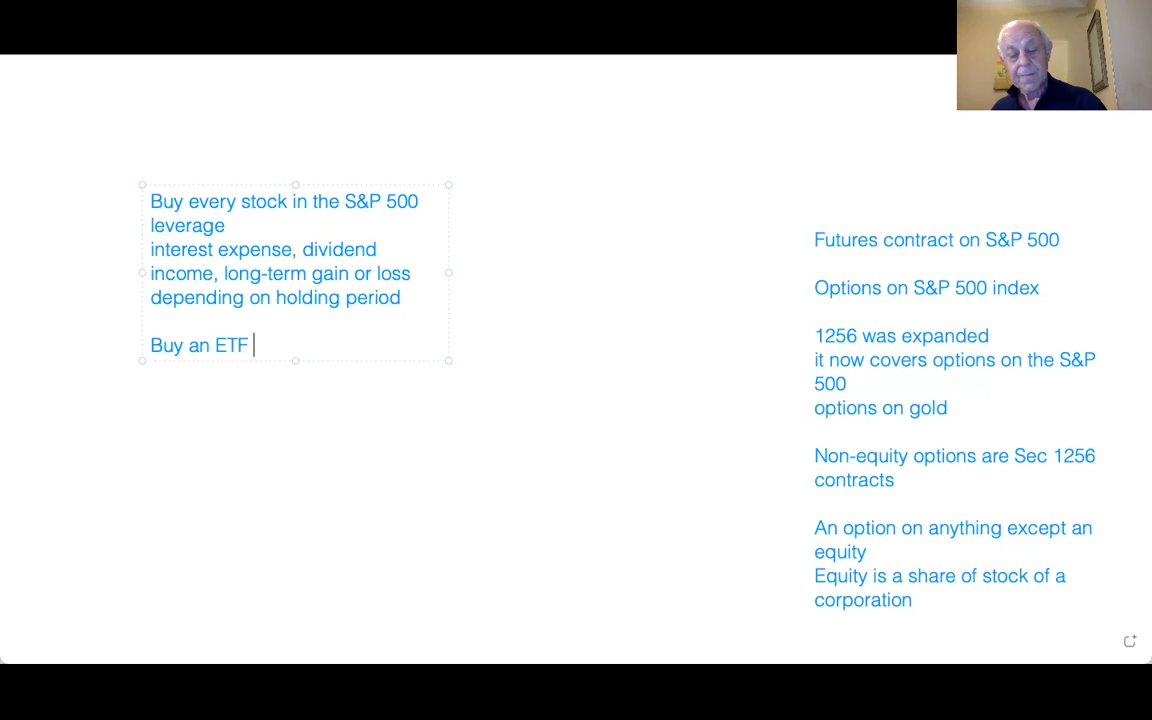 Buy every stock in the S&P 500
leverage
interest expense, dividend
income, long-term gain or loss
depending on holding period
Buy an ETF
Futures contract on S&P 500
Options on S&P 500 index
1256 was expanded
it now covers options on the S&P
500
options on gold
Non-equity options are Sec 1256
contracts
An option on anything except an
equity
Equity is a share of stock of a
corporation